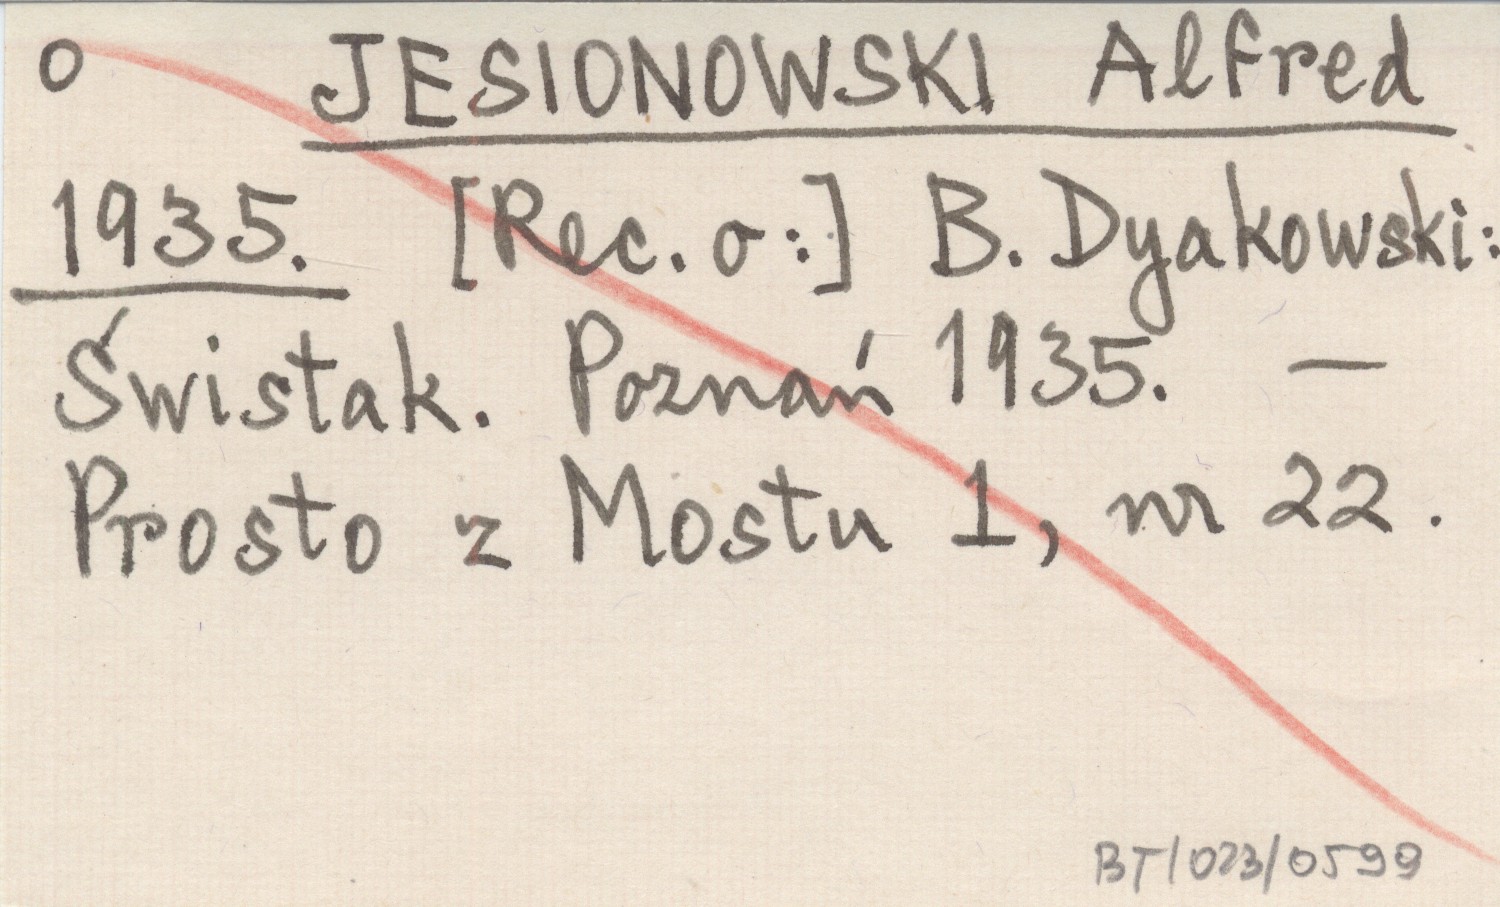 o JESIONOWSKI Alfred
1935. [Rec. o:] B. Dyakowski:
Świstak. Poznań 1935. —
Prosto z Mostu 1, nr 22.
BT/023/0599